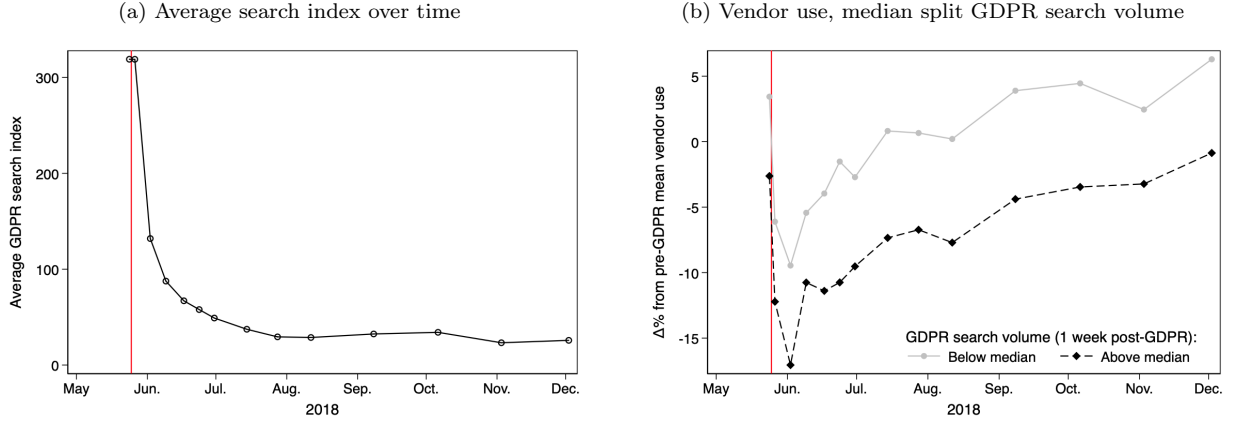 (a) Average search index over time
Average GDPR search index
300
200
100
0
May Jun. Jul. Aug. Sep. Oct. Nov. Dec.
2018
(b) Vendor use, median split GDPR search volume
Δ% from pre-GDPR mean vendor use
5
0
-5
-10
-15
GDPR search volume (1 week post-GDPR):
Below median Above median
May Jun. Jul. Aug. Sep. Oct. Nov. Dec.
2018